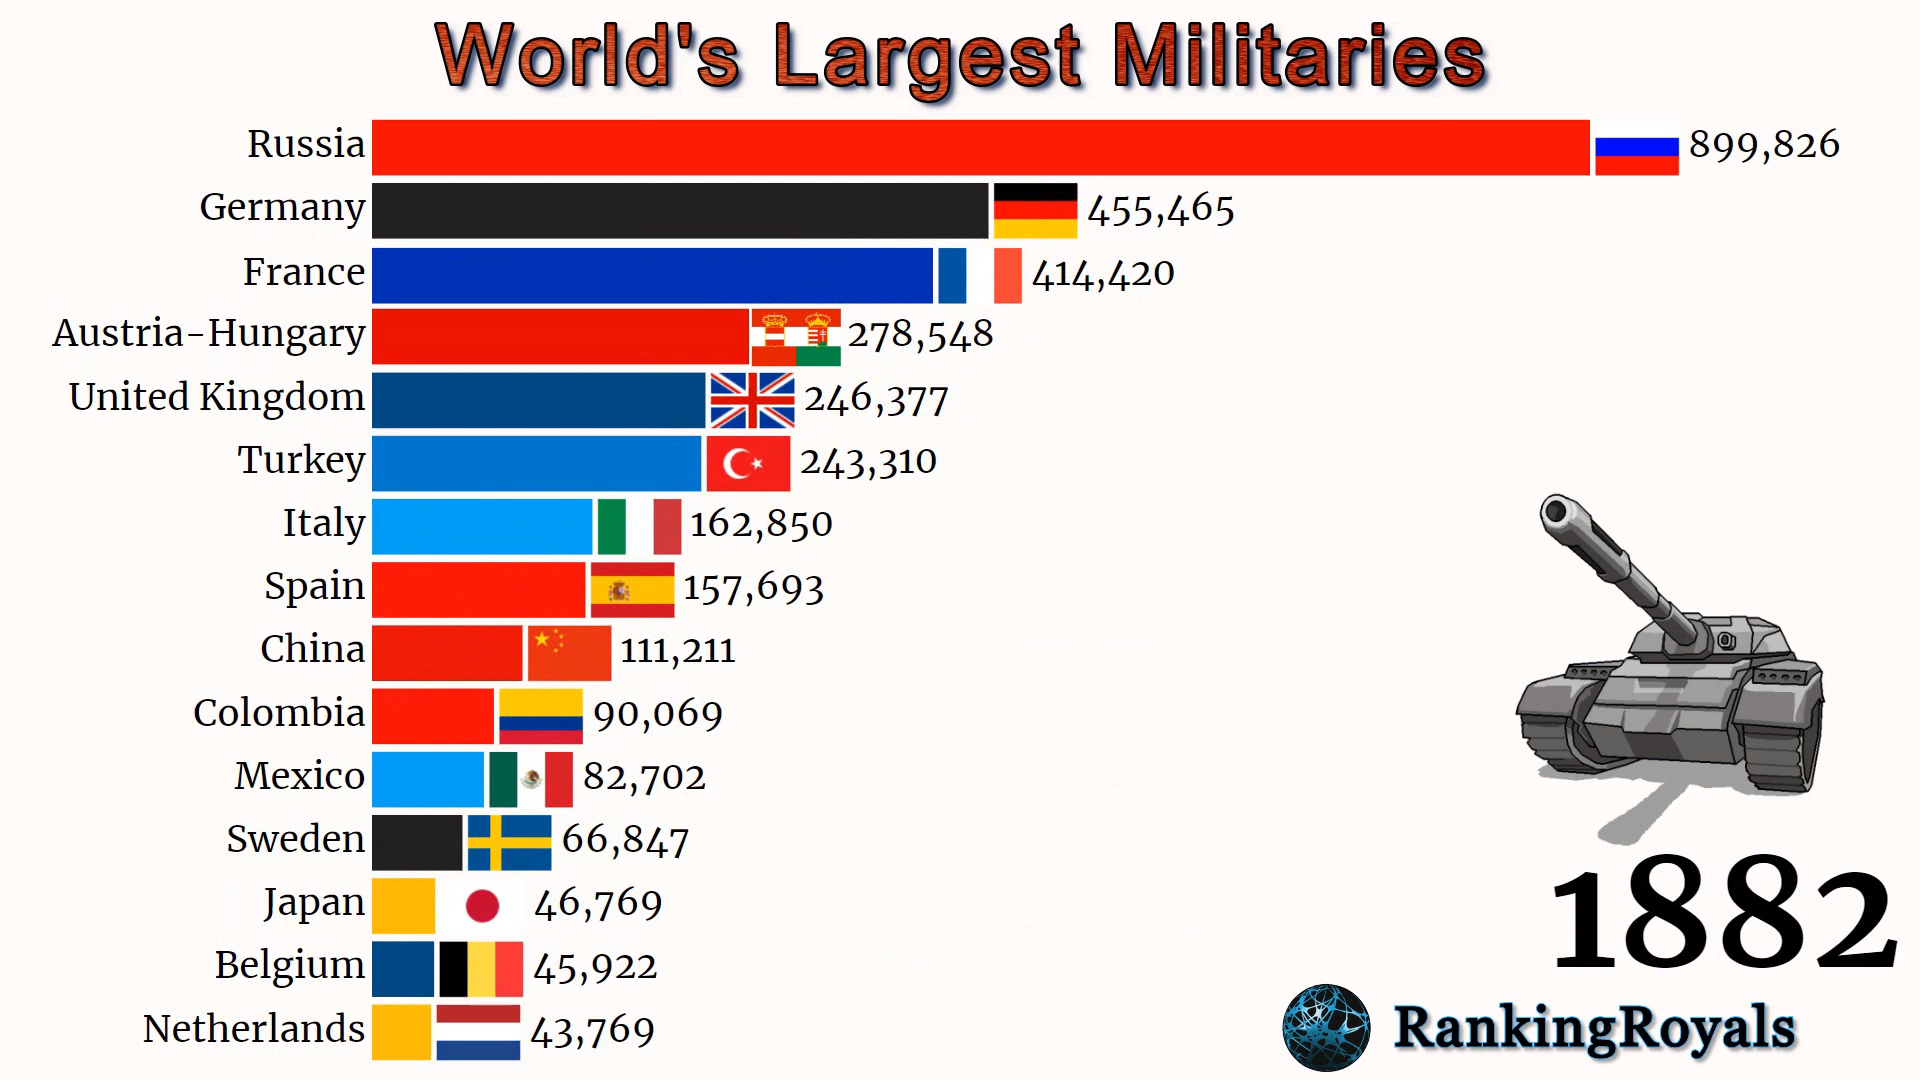 World's Largest Militaries
Russia 899,826
Germany 455,465
France 414,420
Austria-Hungary 278,548
United Kingdom 246,377
Turkey 243,310
Italy 162,850
Spain 157,693
China 111,211
Colombia 90,069
Mexico 82,702
Sweden 66,847
Japan 46,769
Belgium 45,922
Netherlands 43,769
1882
RankingRoyals